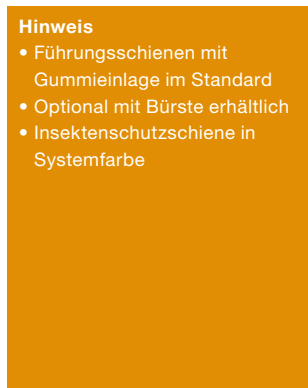 Hinweis
• Führungsschienen mit
Gummieinlage im Standard
• Optional mit Bürste erhältlich
• Insektenschutzschiene in
Systemfarbe